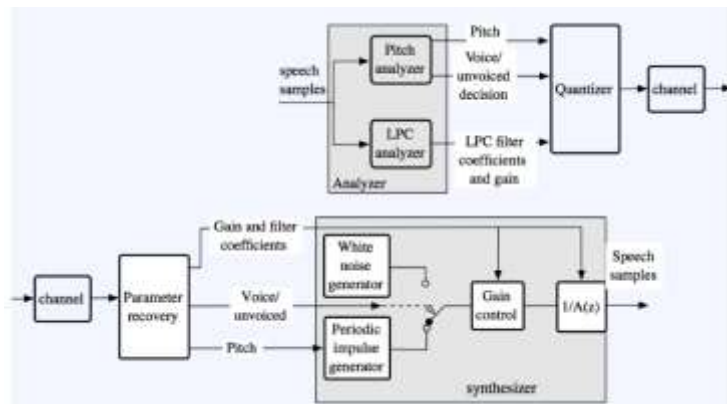 Pitch
speech
samples
Pitch
analyzer
Voice/
unvoiced
decision
Quantizer
channel
LPC
analyzer
LPC filter
coefficients
and gain
Analyzer
Gain and filter
coefficients
White
noise
generator
Speech
samples
channel
Parameter
recovery
Voice/
unvoiced
Gain
control
1/A(z)
Pitch
Periodic
impulse
generator
synthesizer